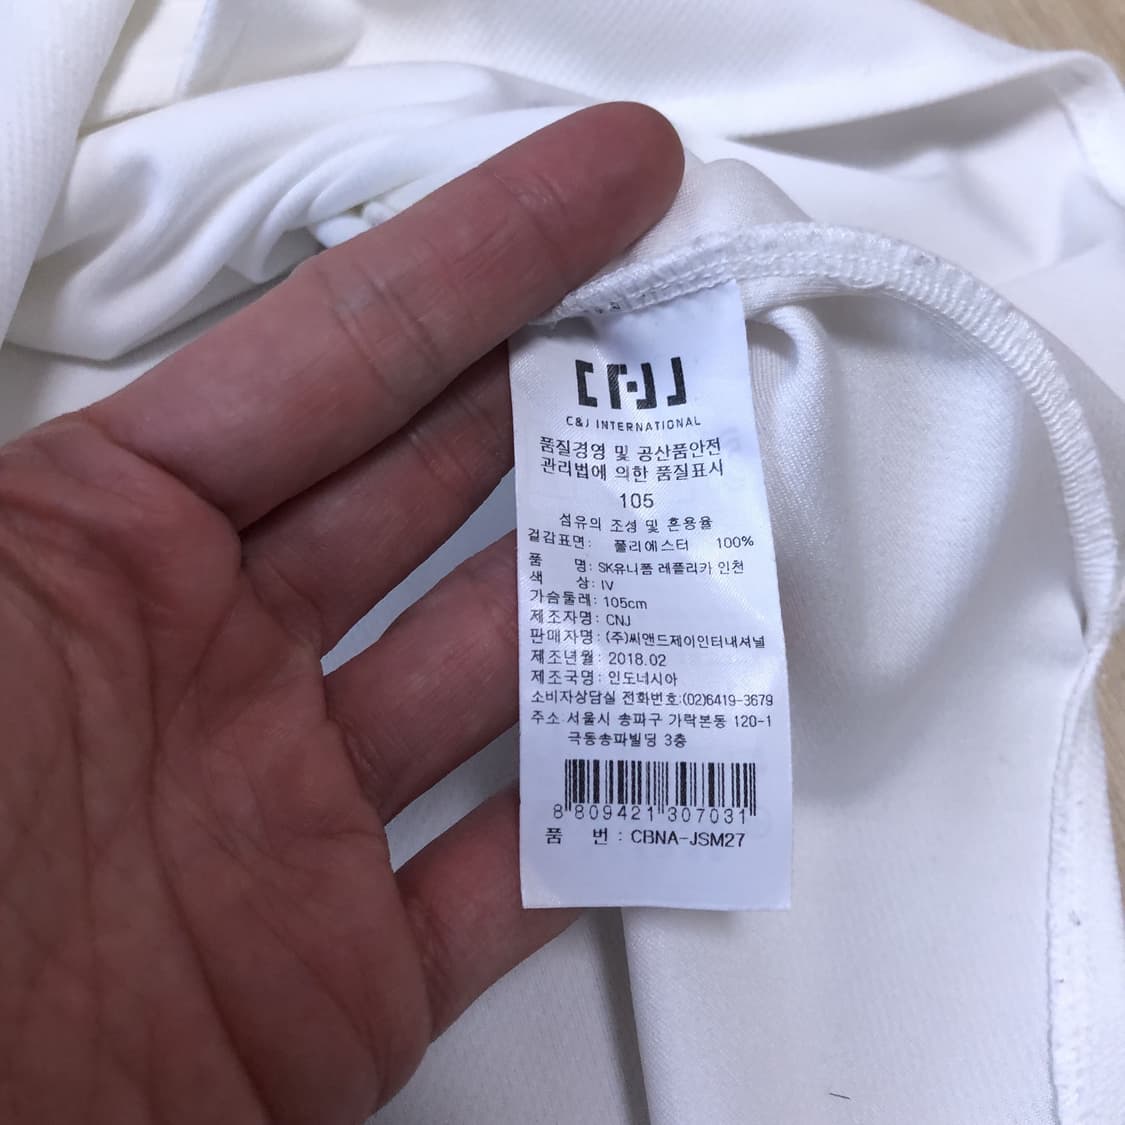 C&J
C&J INTERNATIONAL
품질경영 및 공산품안전
관리법에 의한 품질표시
105
섬유의 조성 및 혼용율
겉감표면: 폴리에스터 100%
품 명: SK유니폼 레플리카 인천
색 상: IV
가슴둘레: 105cm
제조자명: CNJ
판매자명: (주)씨앤드제이인터내셔널
제조년월: 2018.02
제조국명: 인도네시아
소비자상담실 전화번호:(02)6419-3679
주소:서울시 송파구 가락본동 120-1
극동송파빌딩 3층
8 809421 307031
품 번 : CBNA-JSM27